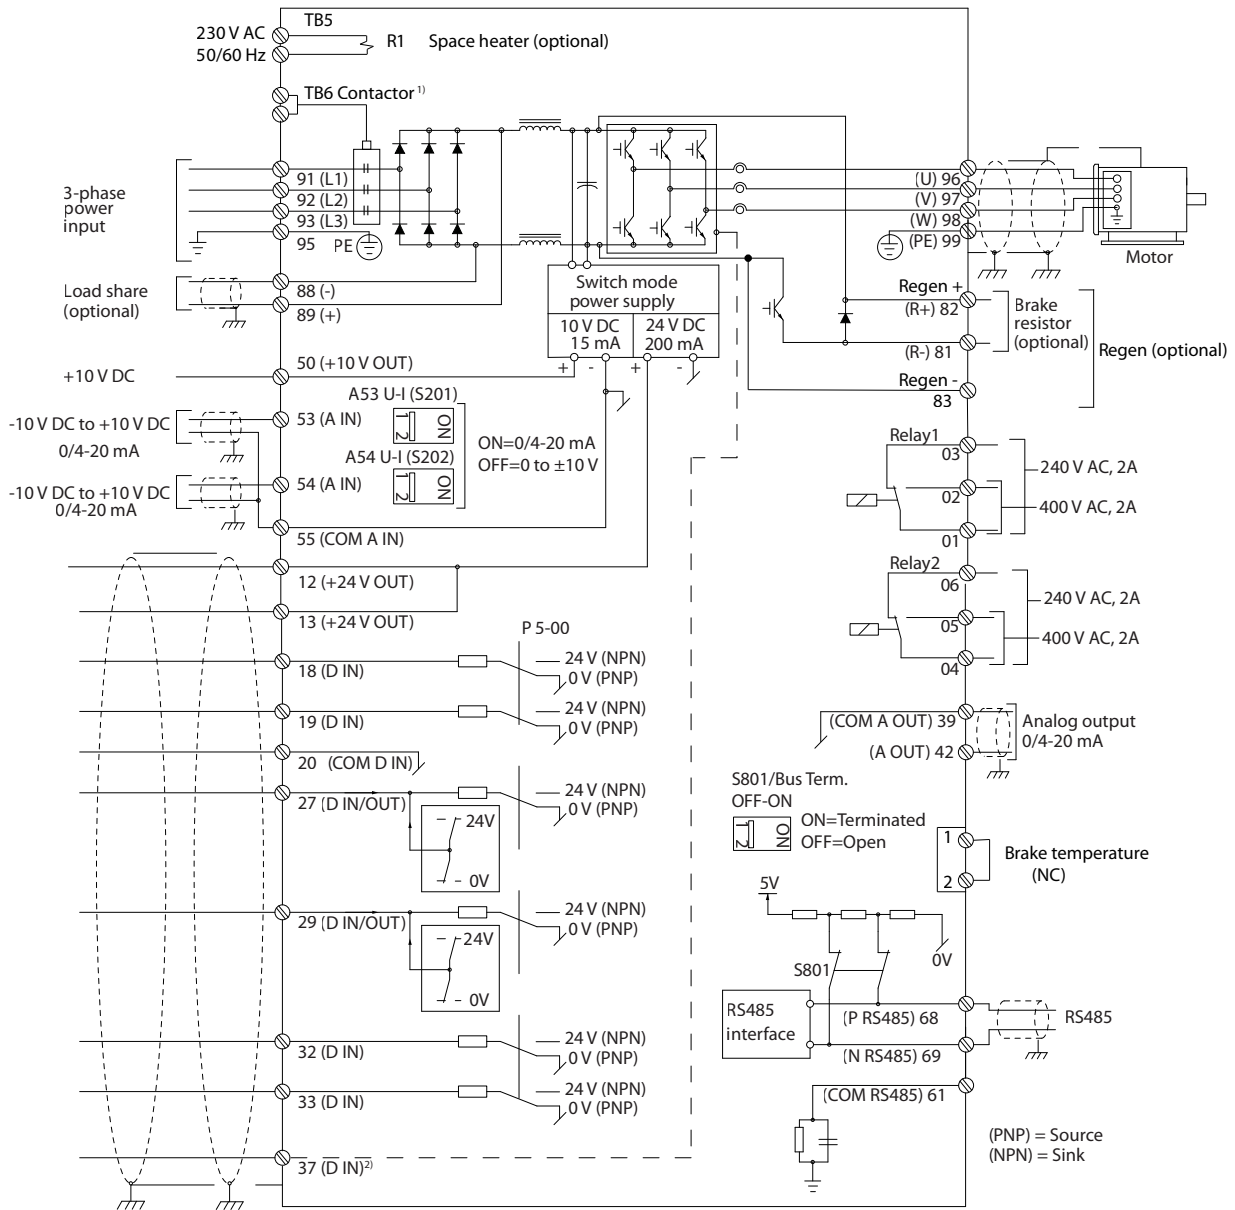 TB5
230 V AC
50/60 Hz
R1
Space heater (optional)
TB6 Contactor 1)
3-phase
power
input
91 (L1)
92 (L2)
93 (L3)
95
PE
(U) 96
(V) 97
(W) 98
(PE) 99
Motor
Load share
(optional)
88 (-)
89 (+)
Switch mode
power supply
10 V DC
15 mA
24 V DC
200 mA
+
-
+
-
Regen +
(R+) 82
Brake
resistor
(optional)
(R-) 81
Regen (optional)
Regen -
83
50 (+10 V OUT)
+10 V DC
A53 U-I (S201)
ON
1 2
53 (A IN)
-10 V DC to +10 V DC
0/4-20 mA
ON=0/4-20 mA
OFF=0 to ±10 V
A54 U-I (S202)
ON
1 2
54 (A IN)
-10 V DC to +10 V DC
0/4-20 mA
55 (COM A IN)
Relay1
03
240 V AC, 2A
02
400 V AC, 2A
01
12 (+24 V OUT)
13 (+24 V OUT)
Relay2
06
240 V AC, 2A
05
400 V AC, 2A
04
P 5-00
18 (D IN)
24 V (NPN)
0 V (PNP)
19 (D IN)
24 V (NPN)
0 V (PNP)
20 (COM D IN)
27 (D IN/OUT)
24 V (NPN)
0 V (PNP)
24V
0V
29 (D IN/OUT)
24 V (NPN)
0 V (PNP)
24V
0V
32 (D IN)
24 V (NPN)
0 V (PNP)
33 (D IN)
24 V (NPN)
0 V (PNP)
37 (D IN) 2)
(COM A OUT) 39
(A OUT) 42
Analog output
0/4-20 mA
S801/Bus Term.
OFF-ON
ON
1 2
ON=Terminated
OFF=Open
1
2
Brake temperature
(NC)
5V
0V
S801
RS485
interface
(P RS485) 68
(N RS485) 69
RS485
(COM RS485) 61
(PNP) = Source
(NPN) = Sink